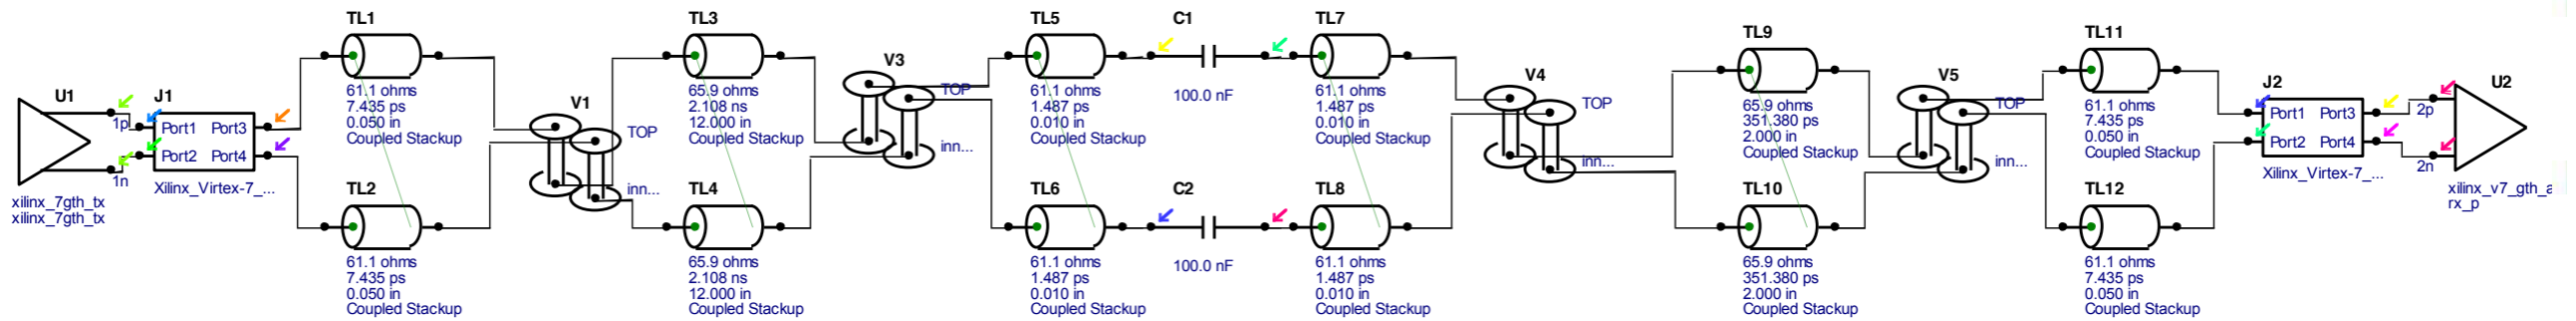 U1
1p
1n
xilinx_7gth_tx
xilinx_7gth_tx
J1
Port1 Port3
Port2 Port4
Xilinx_Virtex-7_...
TL1
61.1 ohms
7.435 ps
0.050 in
Coupled Stackup
TL2
61.1 ohms
7.435 ps
0.050 in
Coupled Stackup
V1
TOP
inn...
TL3
65.9 ohms
2.108 ns
12.000 in
Coupled Stackup
TL4
65.9 ohms
2.108 ns
12.000 in
Coupled Stackup
V3
TOP
inn...
TL5
61.1 ohms
1.487 ps
0.010 in
Coupled Stackup
TL6
61.1 ohms
1.487 ps
0.010 in
Coupled Stackup
C1
100.0 nF
C2
100.0 nF
TL7
61.1 ohms
1.487 ps
0.010 in
Coupled Stackup
TL8
61.1 ohms
1.487 ps
0.010 in
Coupled Stackup
V4
TOP
inn...
TL9
65.9 ohms
351.380 ps
2.000 in
Coupled Stackup
TL10
65.9 ohms
351.380 ps
2.000 in
Coupled Stackup
V5
TOP
inn...
TL11
61.1 ohms
7.435 ps
0.050 in
Coupled Stackup
TL12
61.1 ohms
7.435 ps
0.050 in
Coupled Stackup
J2
Port1 Port3
Port2 Port4
Xilinx_Virtex-7_...
U2
2p
2n
xilinx_v7_gth_a
rx_p